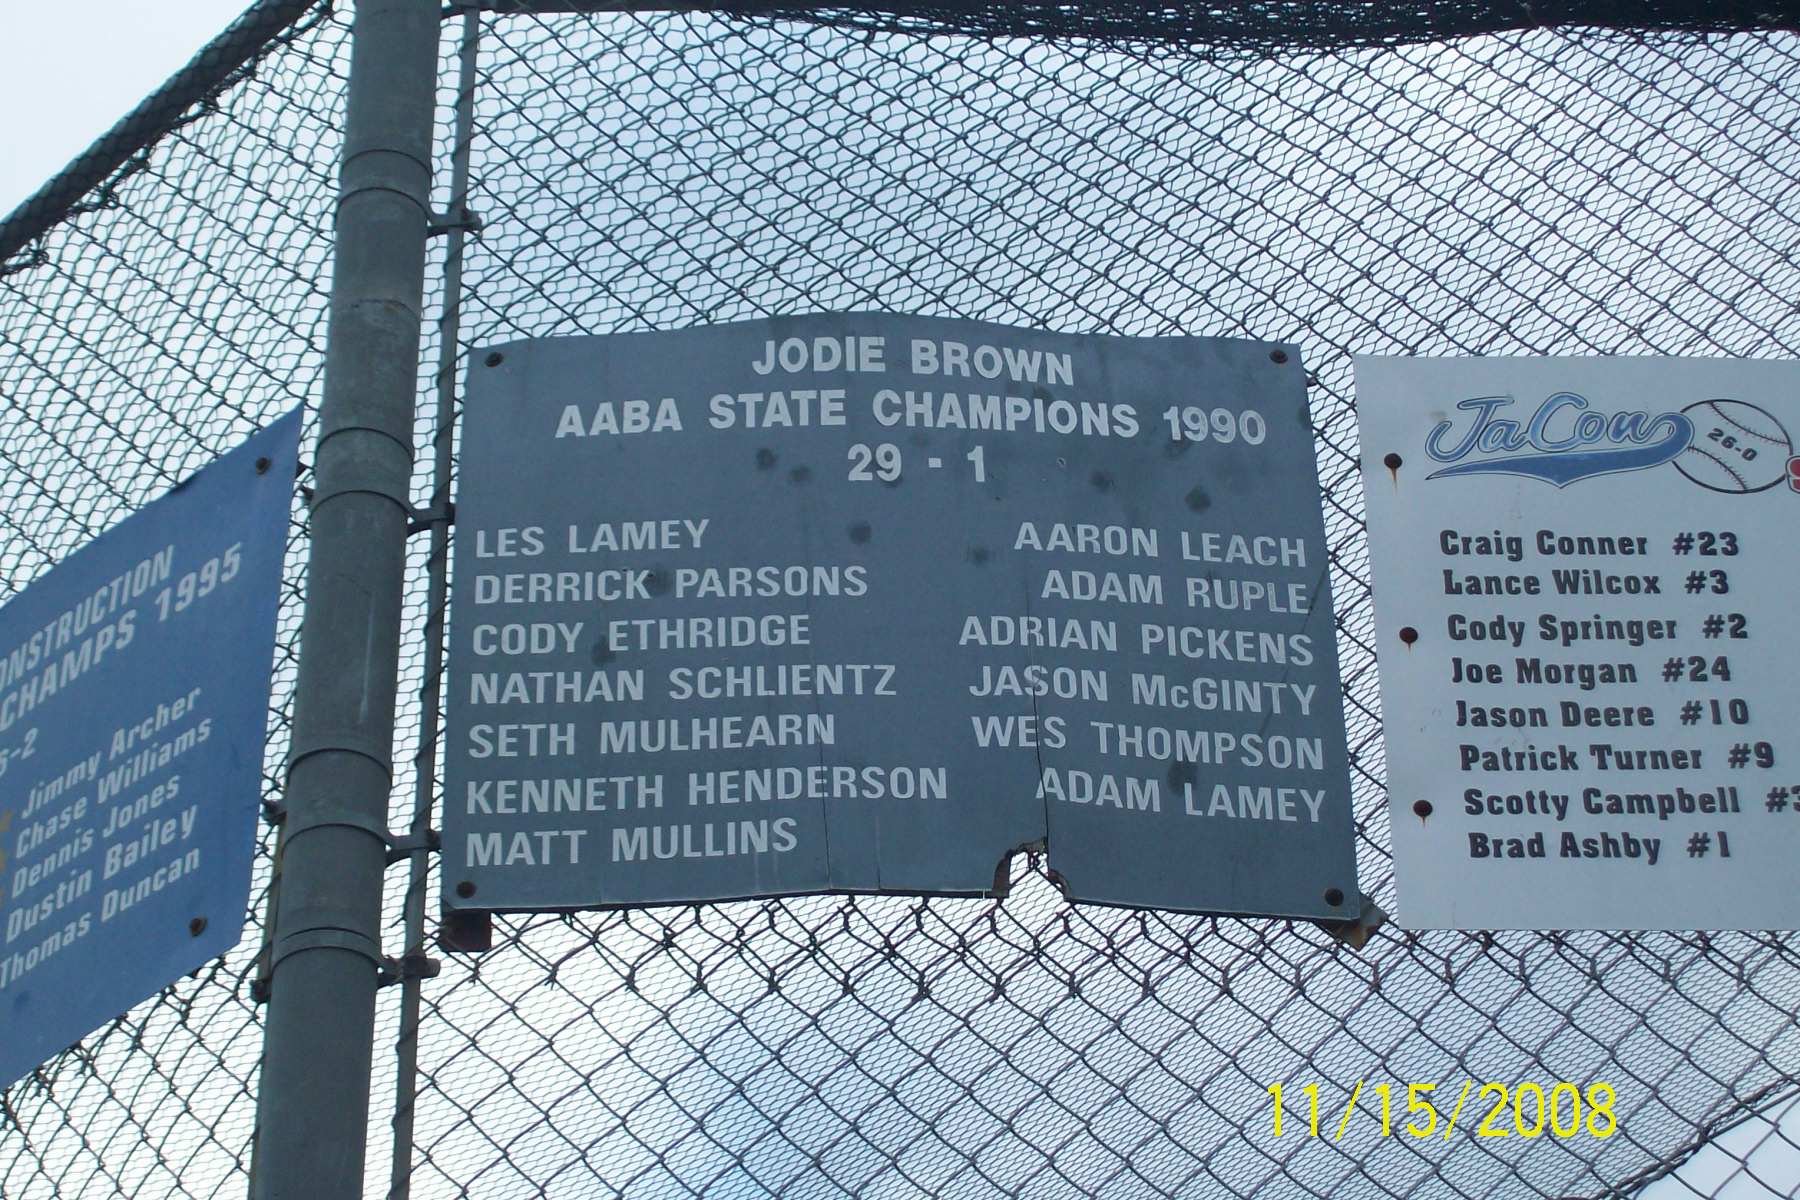 ONSTRUCTION
CHAMPS 1995
-2
Jimmy Archer
Chase Williams
Dennis Jones
Dustin Bailey
Thomas Duncan
JODIE BROWN
AABA STATE CHAMPIONS 1990
29 - 1
LES LAMEY
DERRICK PARSONS
CODY ETHRIDGE
NATHAN SCHLIENTZ
SETH MULHEARN
KENNETH HENDERSON
MATT MULLINS
AARON LEACH
ADAM RUPLE
ADRIAN PICKENS
JASON McGINTY
WES THOMPSON
ADAM LAMEY
JaCon 26-0
Craig Conner #23
Lance Wilcox #3
Cody Springer #2
Joe Morgan #24
Jason Deere #10
Patrick Turner #9
Scotty Campbell #3
Brad Ashby #1
11/15/2008